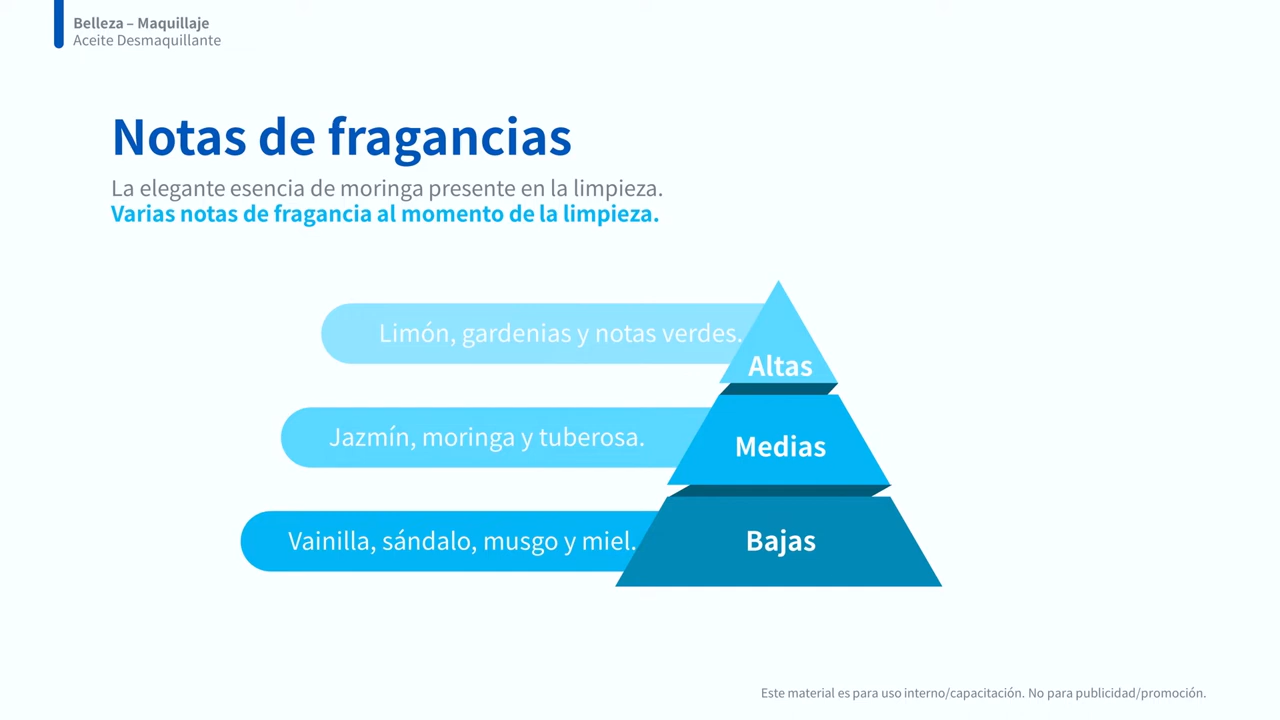 Belleza – Maquillaje
Aceite Desmaquillante
Notas de fragancias
La elegante esencia de moringa presente en la limpieza.
Varias notas de fragancia al momento de la limpieza.
Limón, gardenias y notas verdes.
Altas
Jazmín, moringa y tuberosa.
Medias
Vainilla, sándalo, musgo y miel.
Bajas
Este material es para uso interno/capacitación. No para publicidad/promoción.